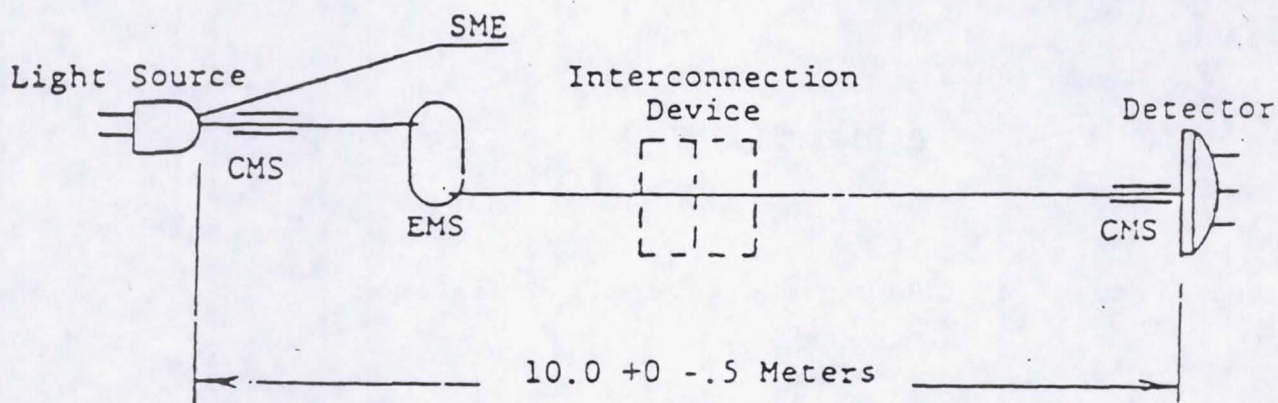 SME
Light Source
Interconnection
Device
Detector
CMS
EMS
CMS
10.0 +0 -.5 Meters